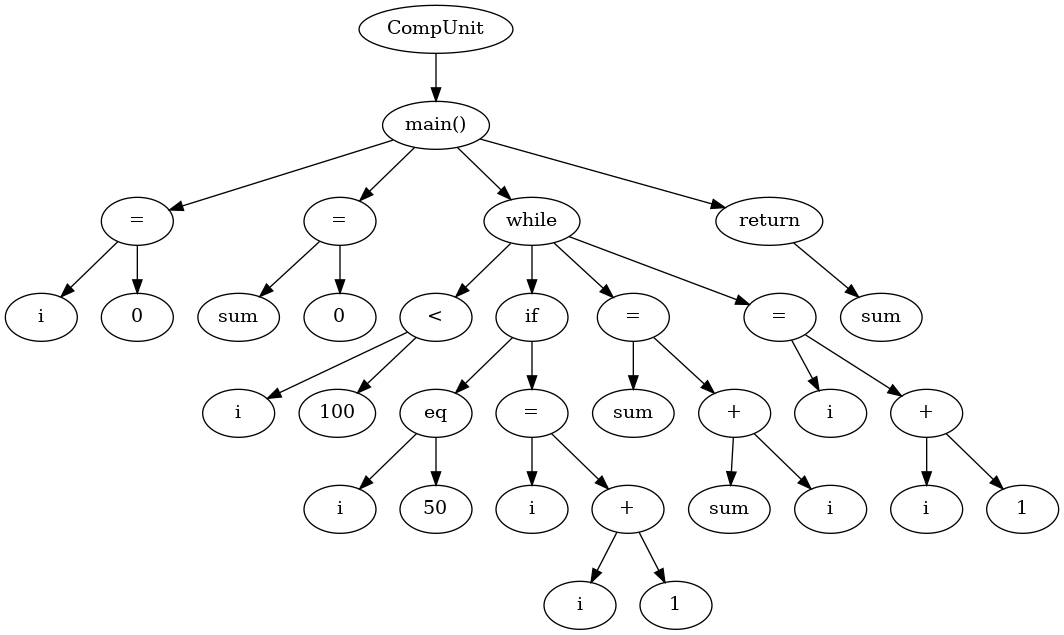 CompUnit
main()
= = while return
i 0 sum 0 < if = = sum
i 100 eq = sum + i +
i 50 i + sum i i 1
i 1